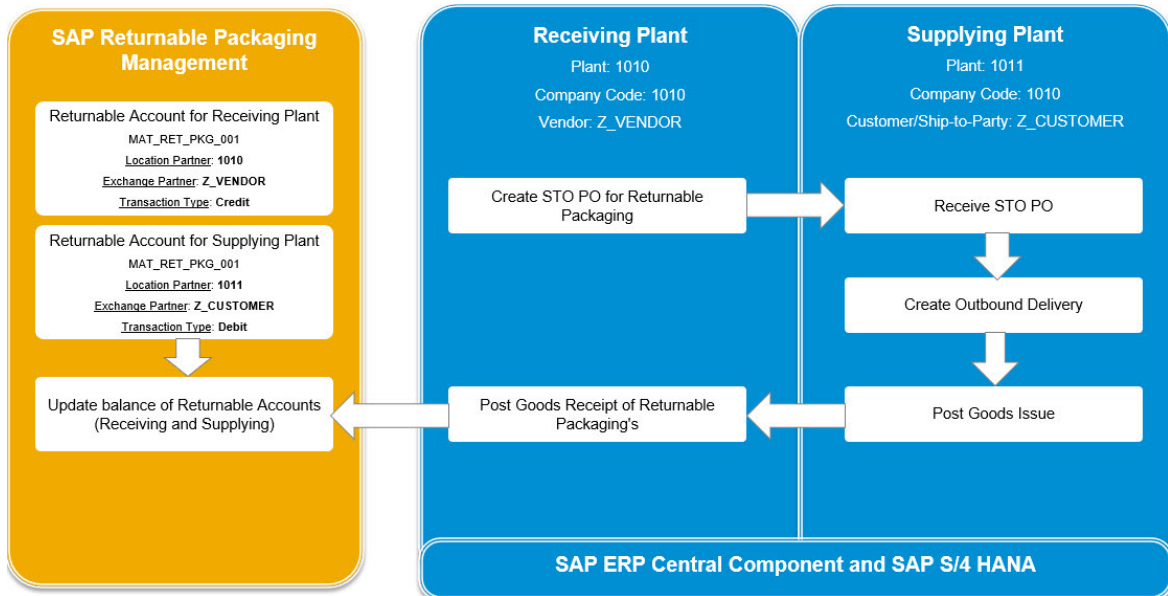 SAP Returnable Packaging
Management
Returnable Account for Receiving Plant
MAT_RET_PKG_001
Location Partner: 1010
Exchange Partner: Z_VENDOR
Transaction Type: Credit
Returnable Account for Supplying Plant
MAT_RET_PKG_001
Location Partner: 1011
Exchange Partner: Z_CUSTOMER
Transaction Type: Debit
Update balance of Returnable Accounts
(Receiving and Supplying)
Receiving Plant
Plant: 1010
Company Code: 1010
Vendor: Z_VENDOR
Create STO PO for Returnable
Packaging
Post Goods Receipt of Returnable
Packaging's
Supplying Plant
Plant: 1011
Company Code: 1010
Customer/Ship-to-Party: Z_CUSTOMER
Receive STO PO
Create Outbound Delivery
Post Goods Issue
SAP ERP Central Component and SAP S/4 HANA